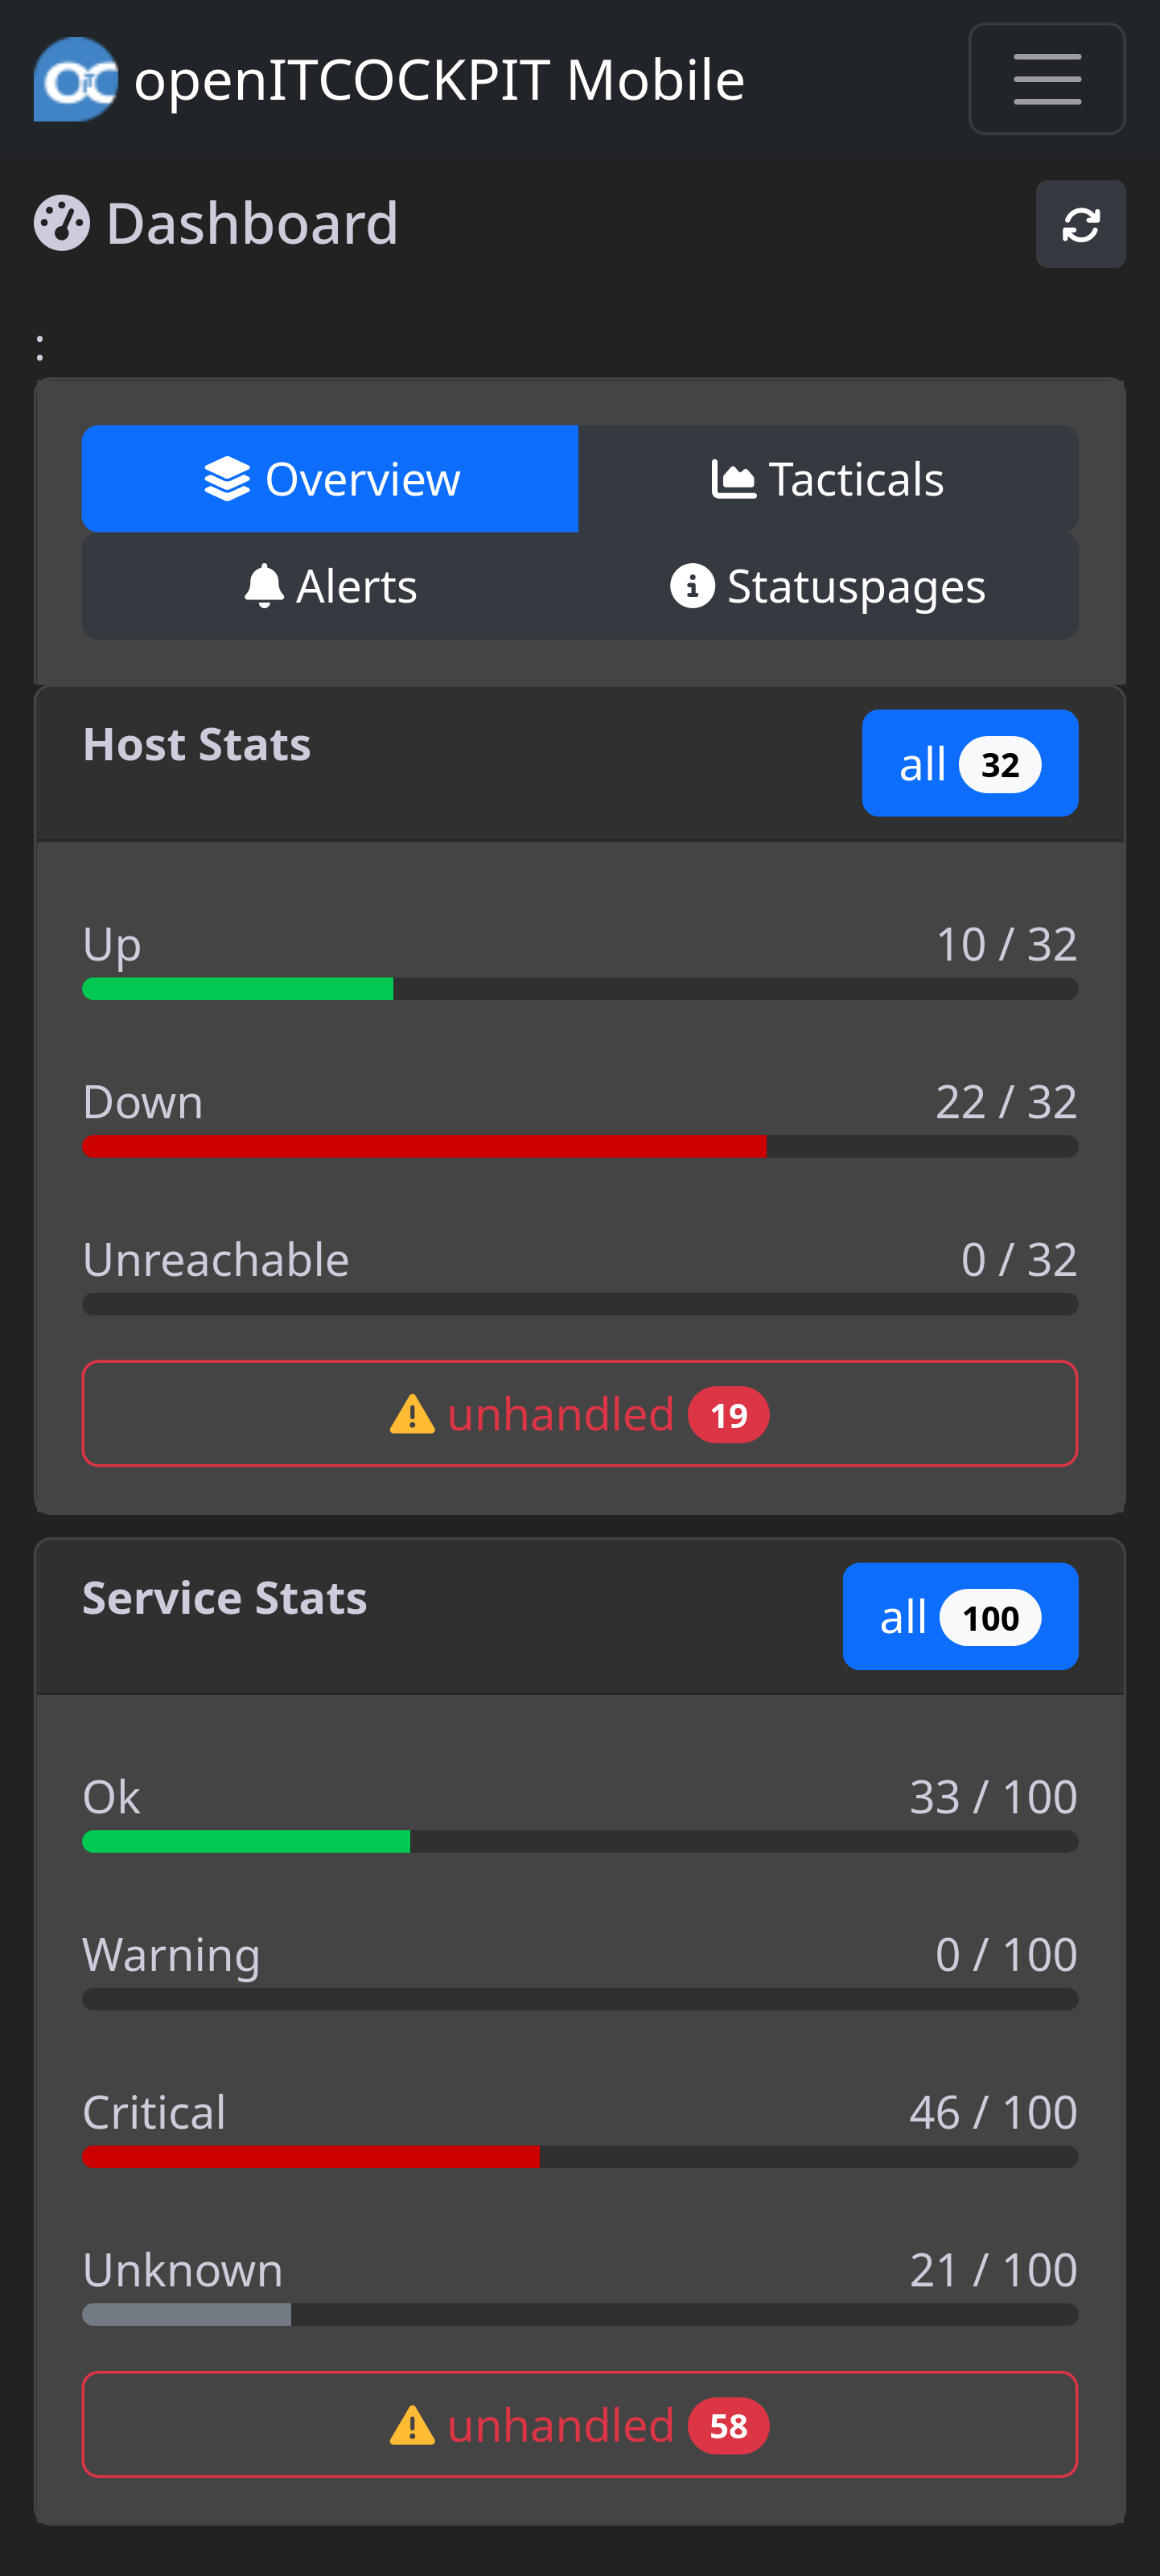 openITCOCKPIT Mobile
Dashboard
:
Overview
Tacticals
Alerts
Statuspages
Host Stats
all 32
Up 10 / 32
Down 22 / 32
Unreachable 0 / 32
unhandled 19
Service Stats
all 100
Ok 33 / 100
Warning 0 / 100
Critical 46 / 100
Unknown 21 / 100
unhandled 58